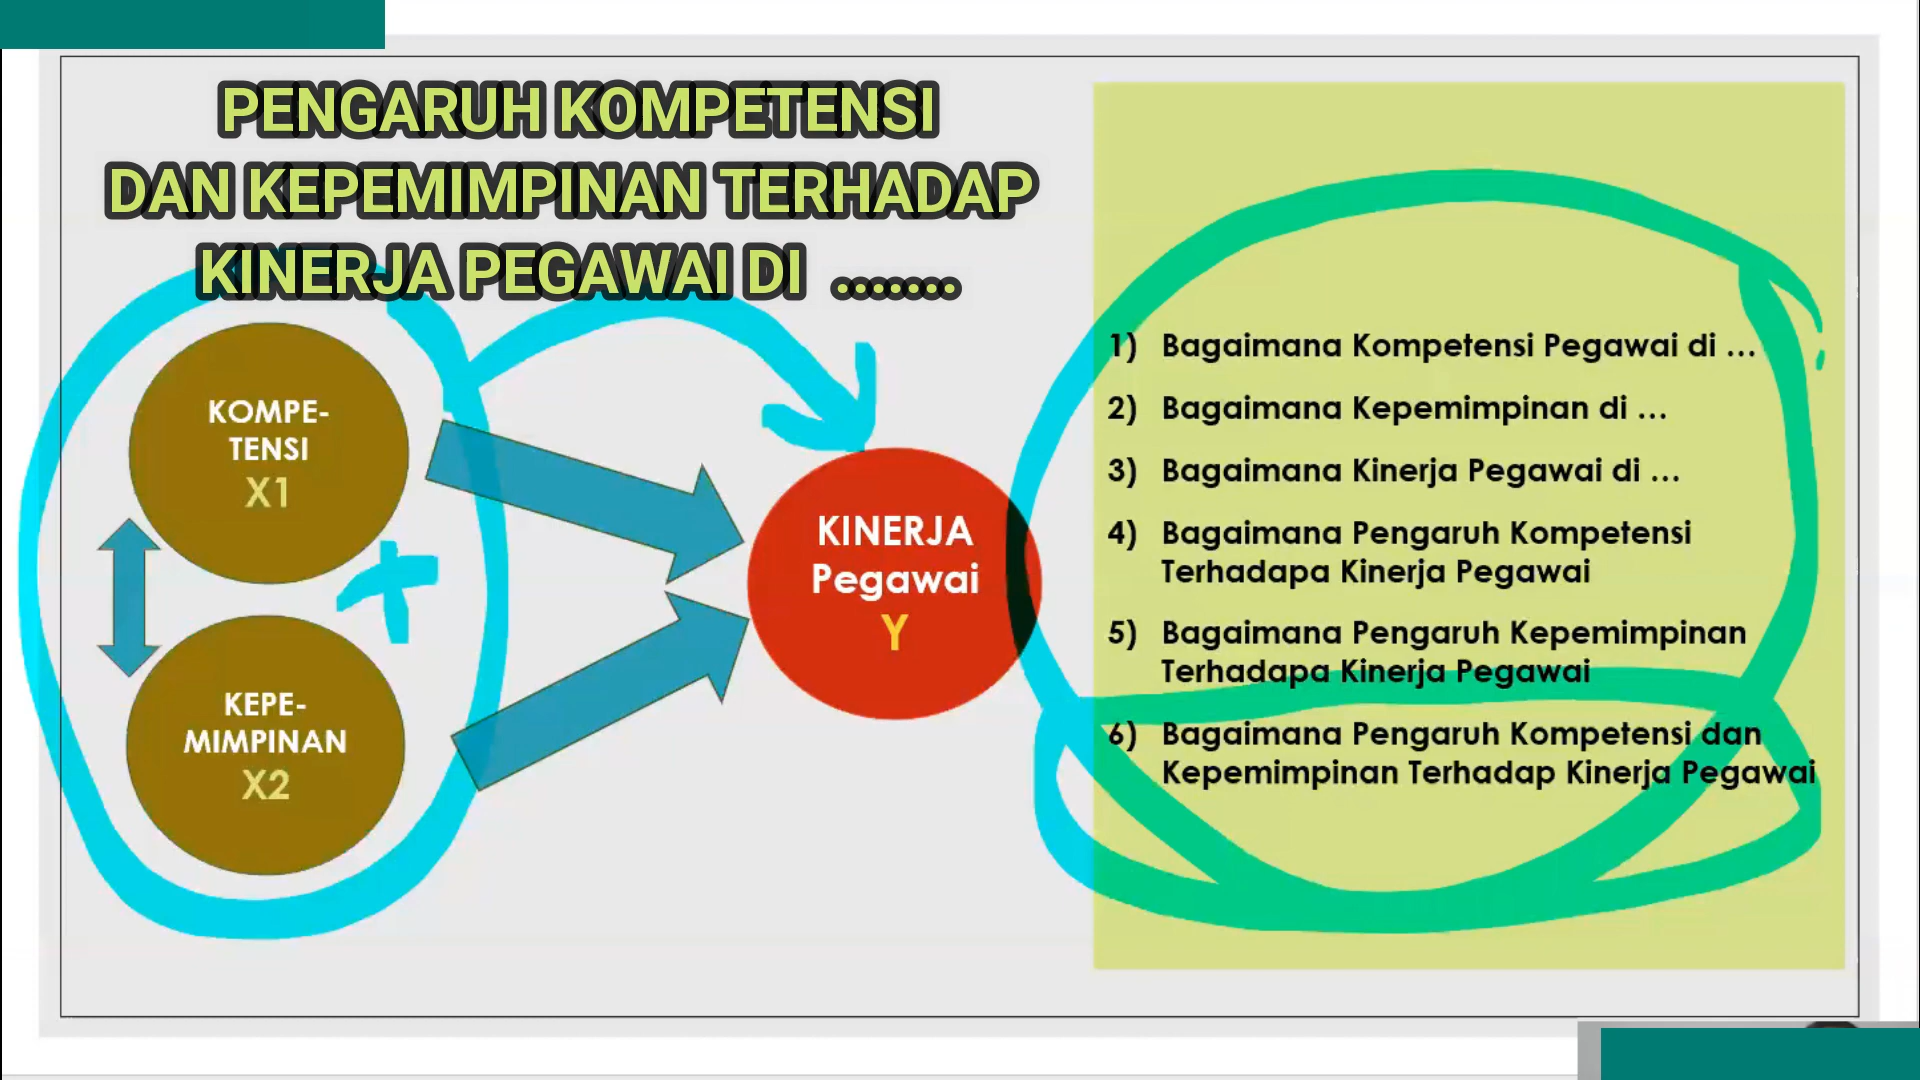 PENGARUH KOMPETENSI
DAN KEPEMIMPINAN TERHADAP
KINERJA PEGAWAI DI .......
KOMPE-
TENSI
X1
KEPE-
MIMPINAN
X2
KINERJA
Pegawai
Y
1) Bagaimana Kompetensi Pegawai di ...
2) Bagaimana Kepemimpinan di ...
3) Bagaimana Kinerja Pegawai di ...
4) Bagaimana Pengaruh Kompetensi
Terhadapa Kinerja Pegawai
5) Bagaimana Pengaruh Kepemimpinan
Terhadapa Kinerja Pegawai
6) Bagaimana Pengaruh Kompetensi dan
Kepemimpinan Terhadap Kinerja Pegawai